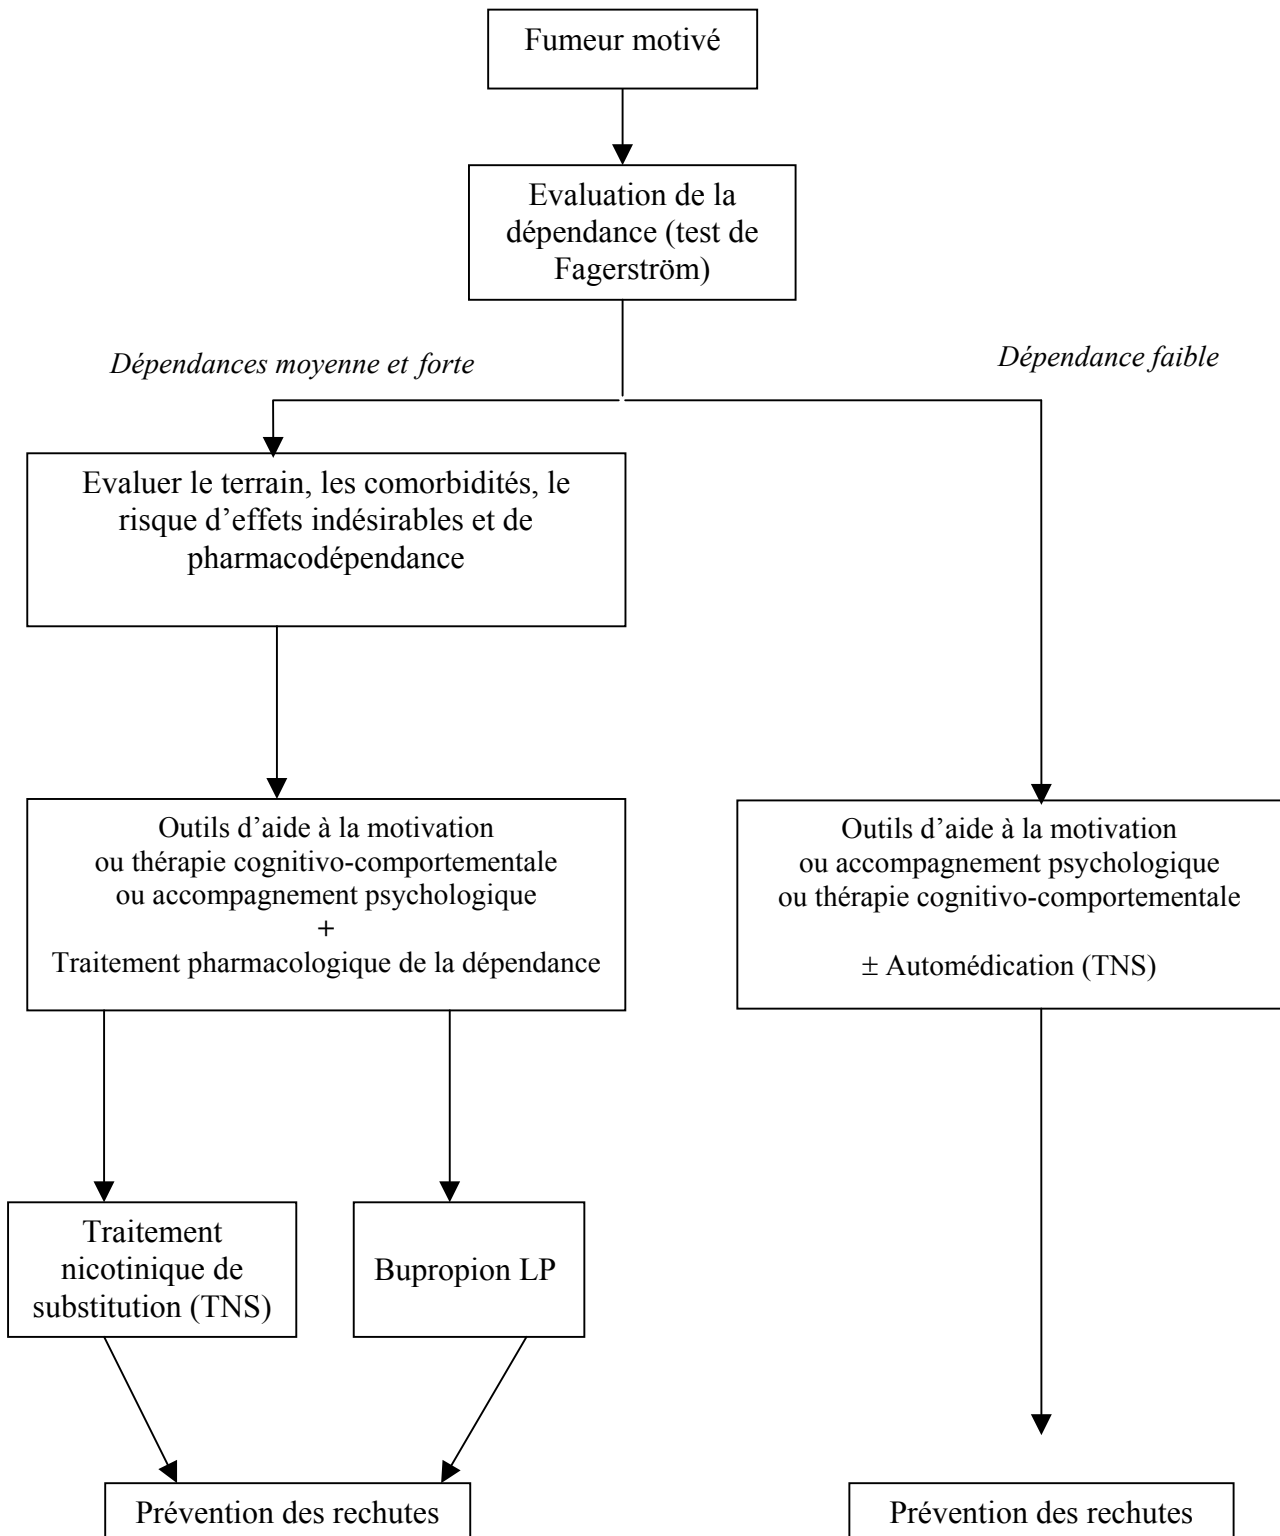 Fumeur motivé
Evaluation de la
dépendance (test de
Fagerström)
Dépendances moyenne et forte
Dépendance faible
Evaluer le terrain, les comorbidités, le
risque d’effets indésirables et de
pharmacodépendance
Outils d’aide à la motivation
ou thérapie cognitivo-comportementale
ou accompagnement psychologique
+
Traitement pharmacologique de la dépendance
Outils d’aide à la motivation
ou accompagnement psychologique
ou thérapie cognitivo-comportementale
± Automédication (TNS)
Traitement
nicotinique de
substitution (TNS)
Bupropion LP
Prévention des rechutes
Prévention des rechutes